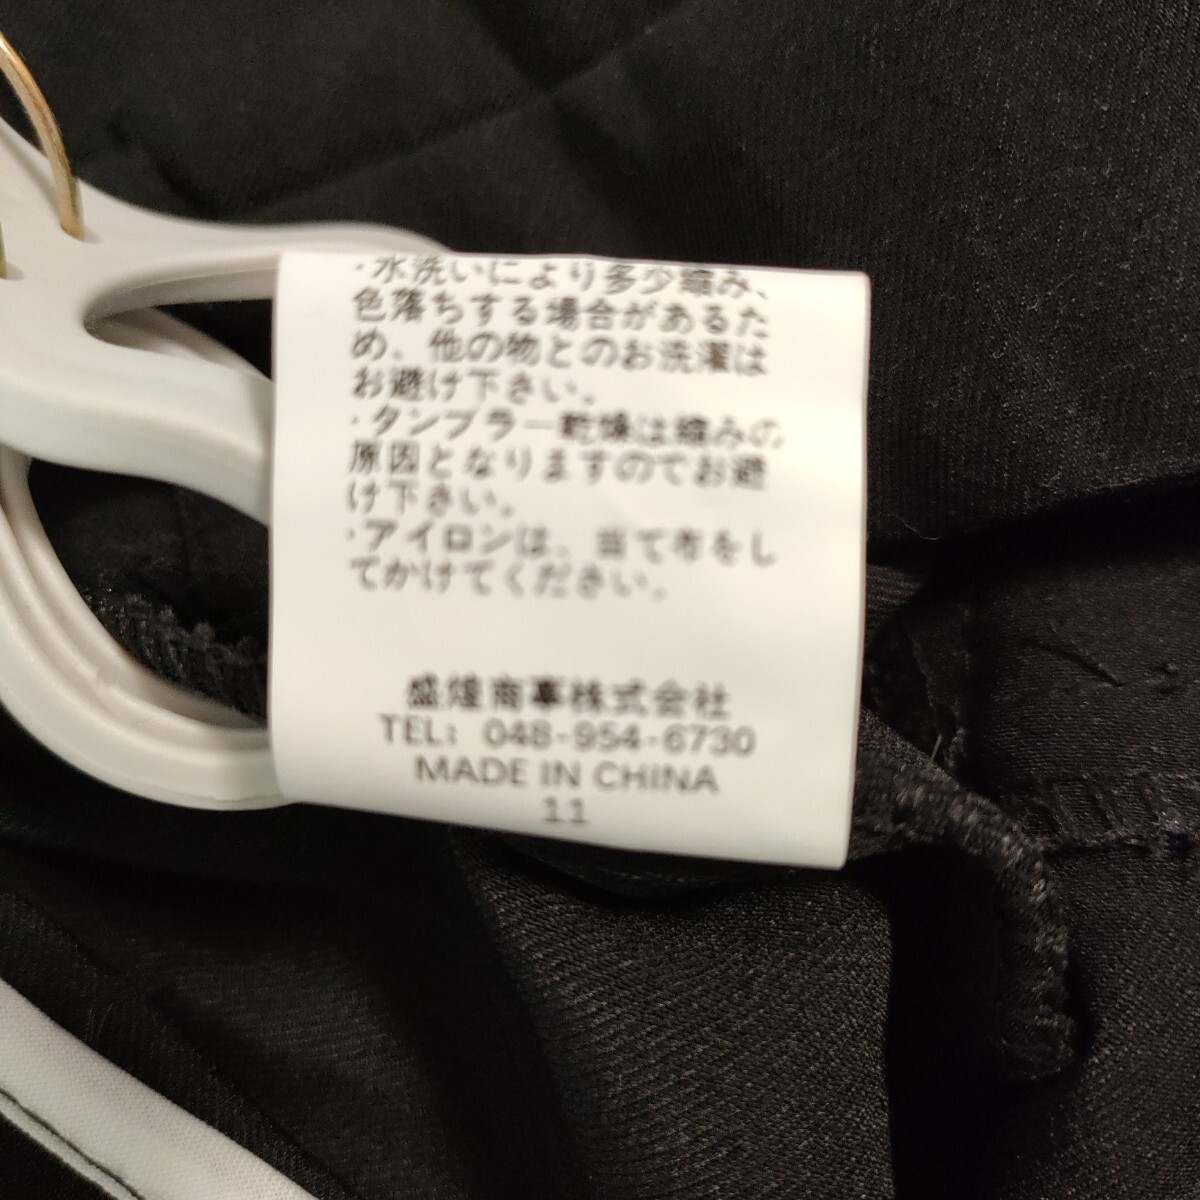 ・水洗いにより多少縮み、
色落ちする場合があるた
め、他の物とのお洗濯は
お避け下さい。
・タンブラー乾燥は縮みの
原因となりますのでお避
け下さい。
・アイロンは、当て布をし
てかけてください。
盛煌商事株式会社
TEL: 048-954-6730
MADE IN CHINA
11